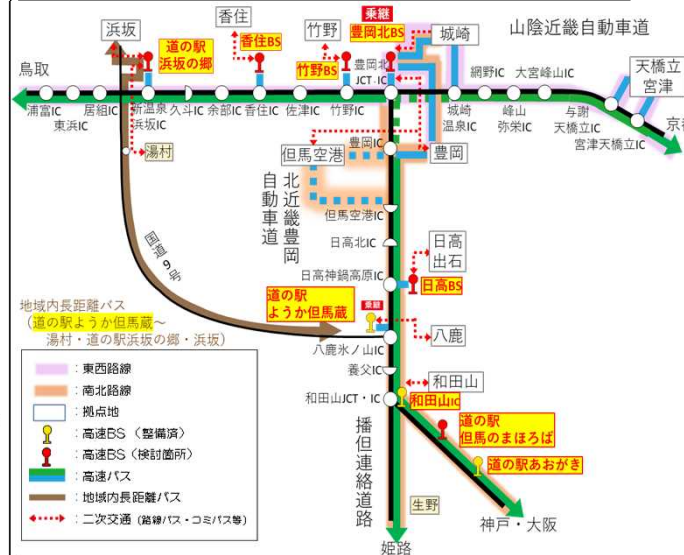 山陰近畿自動車道
浜坂
道の駅
浜坂の郷
香住
香住BS
竹野
竹野BS
乗継
豊岡北BS
城崎
鳥取
豊岡北
JCT・IC
網野IC
大宮峰山IC
天橋立
宮津
浦富IC
東浜IC
居組IC
新温泉
浜坂IC
久斗IC
余部IC
香住IC
佐津IC
竹野IC
城崎
温泉IC
峰山
弥栄IC
与謝
天橋立IC
宮津天橋立IC
京都
湯村
豊岡IC
豊岡
但馬空港
北近畿豊岡
自動車道
但馬空港IC
日高北IC
日高
出石
日高神鍋高原IC
日高BS
国道9号
地域内長距離バス
(道の駅ようか但馬蔵~
湯村・道の駅浜坂の郷・浜坂)
道の駅
ようか但馬蔵
乗継
八鹿
八鹿氷ノ山IC
養父IC
和田山
和田山JCT・IC
和田山IC
道の駅
但馬のまほろば
道の駅あおがき
播但連絡道路
生野
神戸・大阪
姫路
:東西路線
:南北路線
:拠点地
:高速BS (整備済)
:高速BS (検討箇所)
:高速バス
:地域内長距離バス
:二次交通 (路線バス・コミバス等)